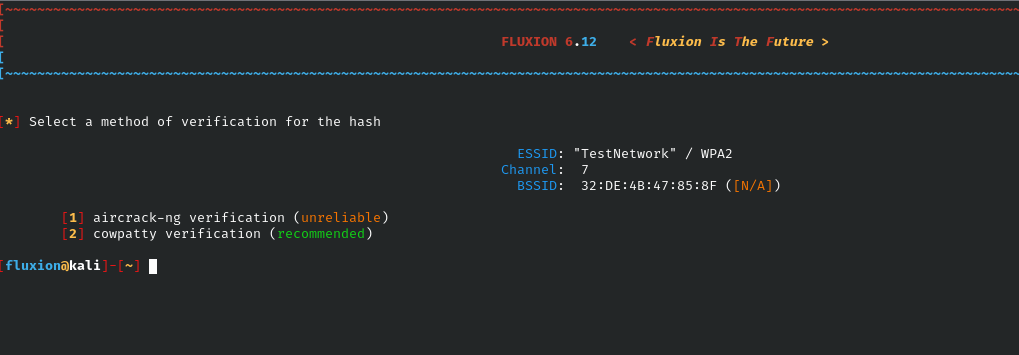 FLUXION 6.12 < Fluxion Is The Future >
[*] Select a method of verification for the hash
ESSID: "TestNetwork" / WPA2
Channel: 7
BSSID: 32:DE:4B:47:85:8F ([N/A])
[1] aircrack-ng verification (unreliable)
[2] cowpatty verification (recommended)
[fluxion@kali]-[~]